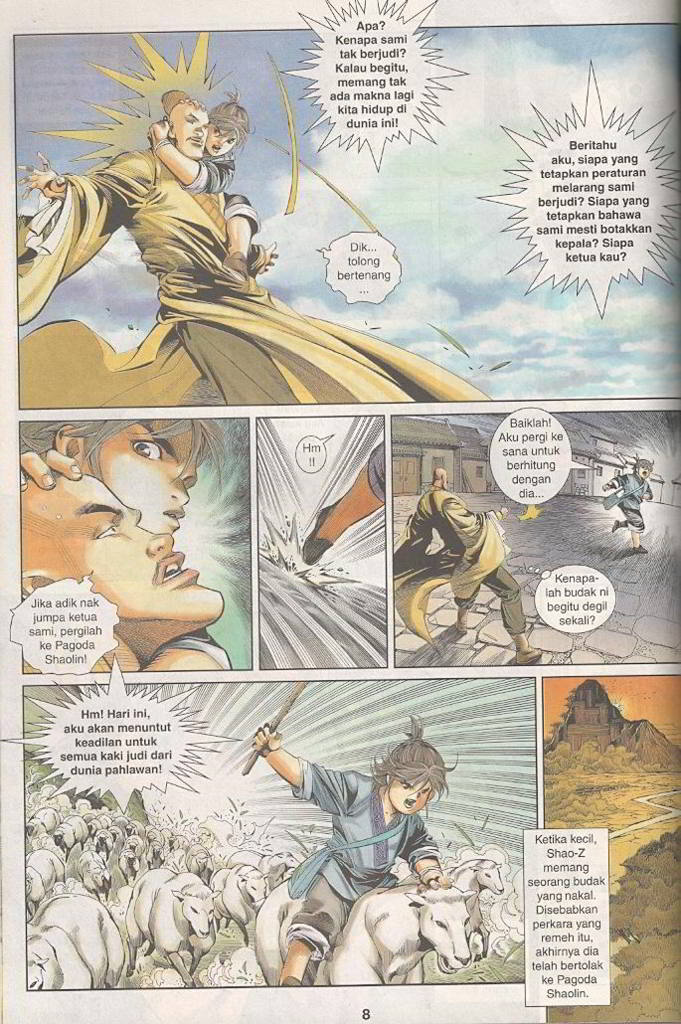 Apa?
Kenapa sami
tak berjudi?
Kalau begitu,
memang tak
ada makna lagi
kita hidup di
dunia ini!
Beritahu
aku, siapa yang
tetapkan peraturan
melarang sami
berjudi? Siapa yang
tetapkan bahawa
sami mesti botakkan
kepala? Siapa
ketua kau?
Dik...
tolong
bertenang
...
Jika adik nak
jumpa ketua
sami, pergilah
ke Pagoda
Shaolin!
Hm
!!
Baiklah!
Aku pergi ke
sana untuk
berhitung
dengan
dia...
Kenapa-
lah budak ni
begitu degil
sekali?
Hm! Hari ini,
aku akan menuntut
keadilan untuk
semua kaki judi dari
dunia pahlawan!
Ketika kecil,
Shao-Z
memang
seorang budak
yang nakal.
Disebabkan
perkara yang
remeh itu,
akhirnya dia
telah bertolak
ke Pagoda
Shaolin.
8